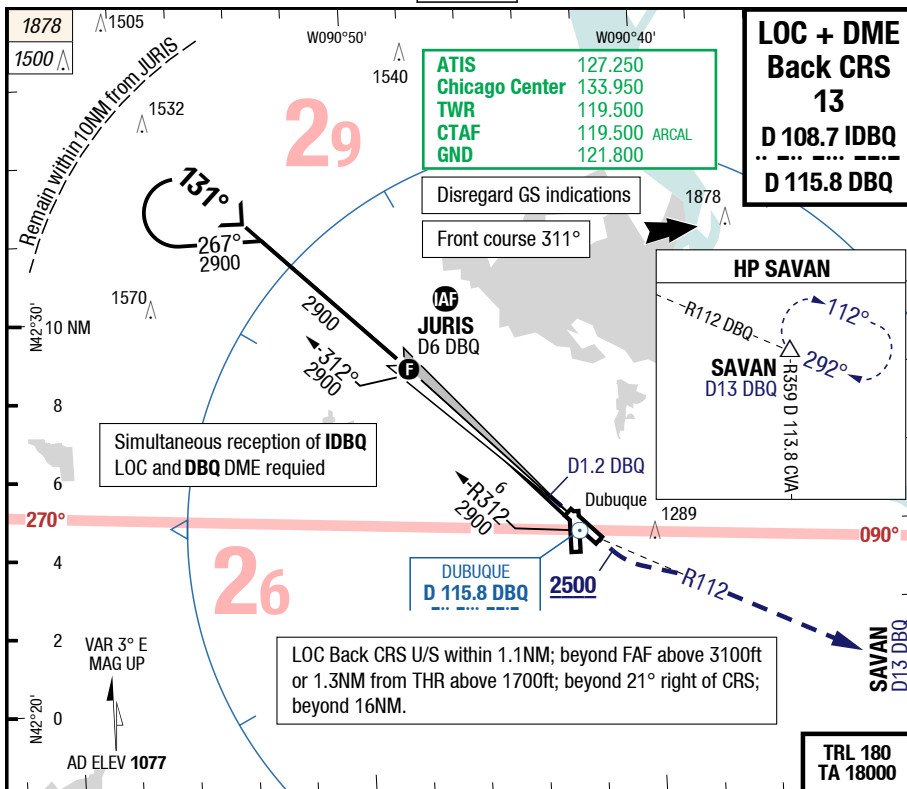 1878
1500
1505
W090°50'
W090°40'
LOC + DME
Back CRS
13
D 108.7 IDBQ
D 115.8 DBQ
1540
ATIS 127.250
Chicago Center 133.950
TWR 119.500
CTAF 119.500 ARCAL
GND 121.800
Remain within 10NM from JURIS
1532
29
131°
267°
2900
Disregard GS indications
Front course 311°
1878
HP SAVAN
R112 DBQ
112°
292°
SAVAN
D13 DBQ
R359 D 113.8 CVA
1570
N42°30'
10 NM
2900
IAF
JURIS
D6 DBQ
F
312°
2900
8
Simultaneous reception of IDBQ
LOC and DBQ DME requied
6
D1.2 DBQ
6
R312
2900
Dubuque
1289
270°
090°
4
26
DUBUQUE
D 115.8 DBQ
2500
R112
SAVAN
D13 DBQ
2
VAR 3° E
MAG UP
LOC Back CRS U/S within 1.1NM; beyond FAF above 3100ft
or 1.3NM from THR above 1700ft; beyond 21° right of CRS;
beyond 16NM.
N42°20'
0
AD ELEV 1077
TRL 180
TA 18000